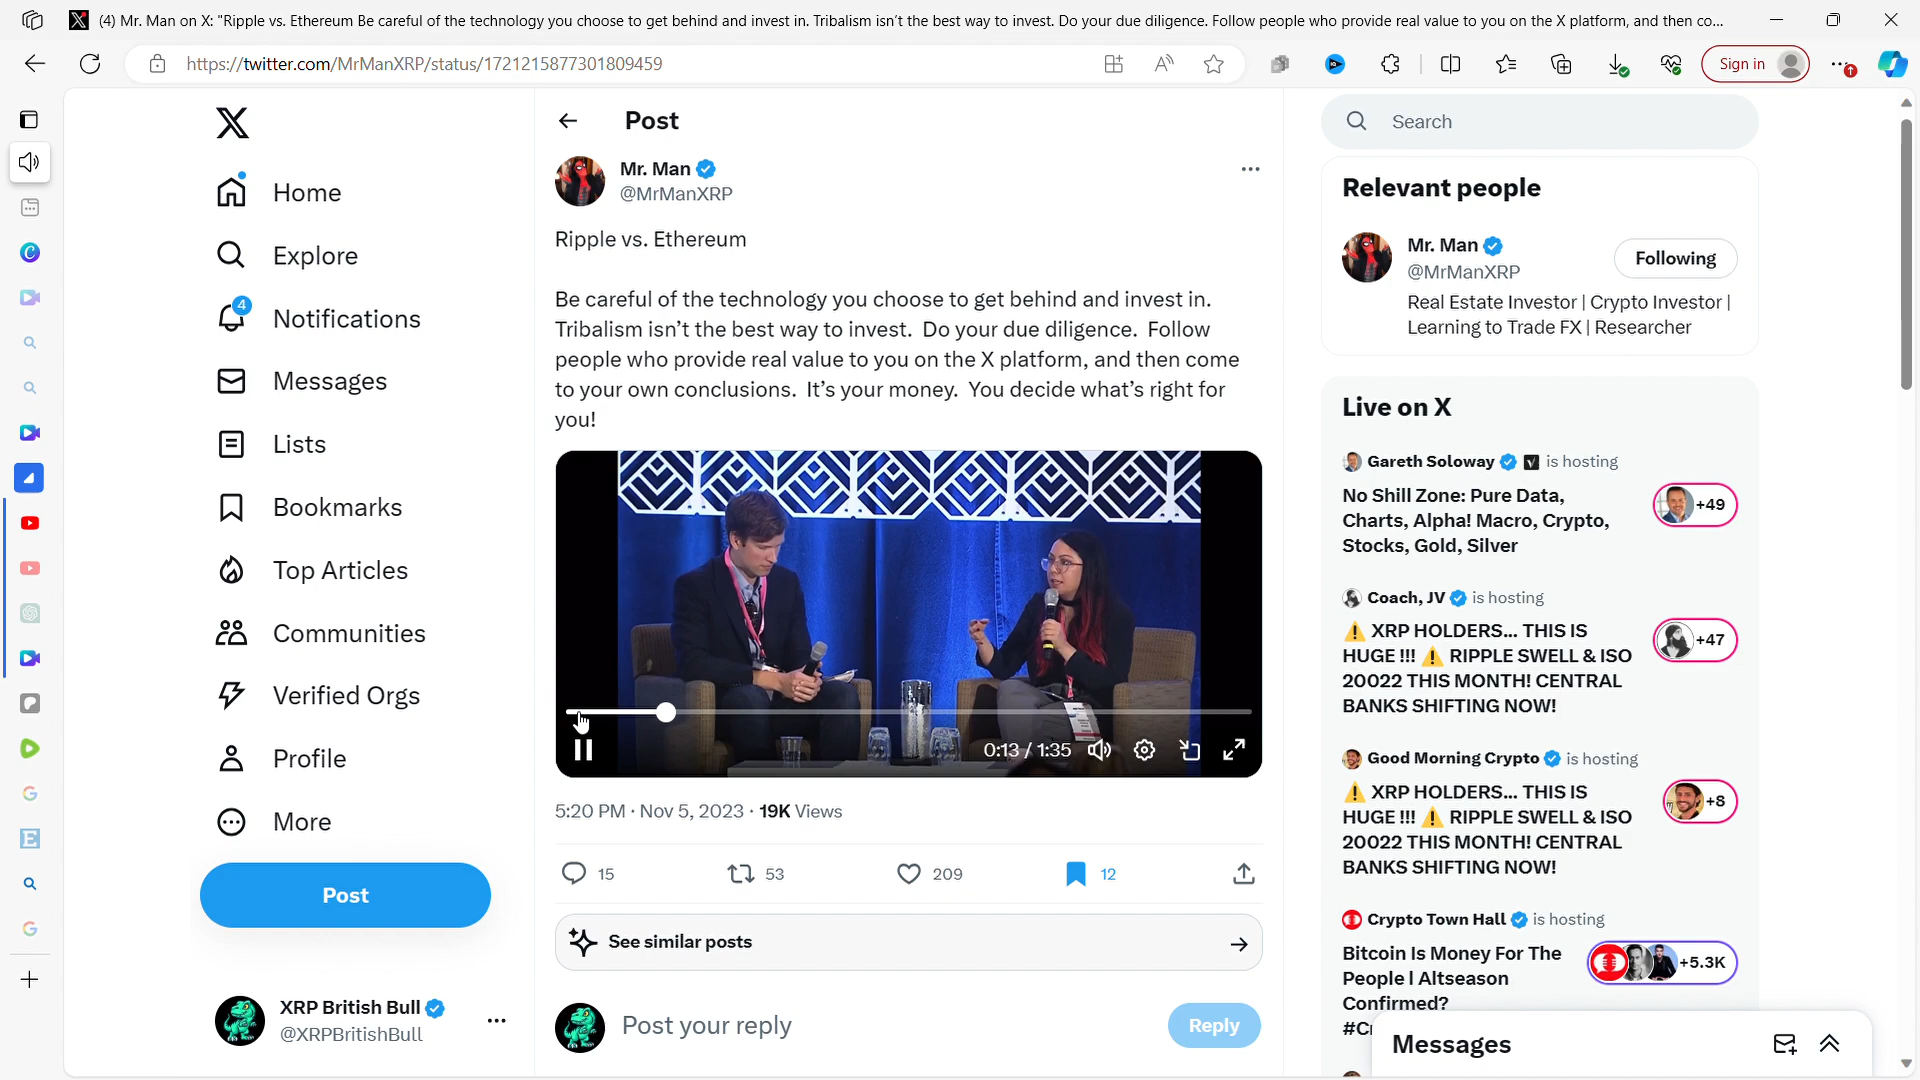 (4) Mr. Man on X: "Ripple vs. Ethereum Be careful of the technology you choose to get behind and invest in. Tribalism isn't the best way to invest. Do your due diligence. Follow people who provide real value to you on the X platform, and then co...
https://twitter.com/MrManXRP/status/1721215877301809459
Sign in
Home
Explore
4
Notifications
Messages
Lists
Bookmarks
Top Articles
Communities
Verified Orgs
Profile
More
Post
XRP British Bull
@XRPBritishBull
Post
Mr. Man
@MrManXRP
Ripple vs. Ethereum
Be careful of the technology you choose to get behind and invest in.
Tribalism isn't the best way to invest.  Do your due diligence.  Follow
people who provide real value to you on the X platform, and then come
to your own conclusions.  It's your money.  You decide what's right for
you!
0:13 / 1:35
5:20 PM · Nov 5, 2023 · 19K Views
15
53
209
12
See similar posts
Post your reply
Reply
Search
Relevant people
Mr. Man
@MrManXRP
Following
Real Estate Investor | Crypto Investor |
Learning to Trade FX | Researcher
Live on X
Gareth Soloway is hosting
No Shill Zone: Pure Data,
Charts, Alpha! Macro, Crypto,
Stocks, Gold, Silver
+49
Coach, JV is hosting
⚠️ XRP HOLDERS... THIS IS
HUGE !!! ⚠️ RIPPLE SWELL & ISO
20022 THIS MONTH! CENTRAL
BANKS SHIFTING NOW!
+47
Good Morning Crypto is hosting
⚠️ XRP HOLDERS... THIS IS
HUGE !!! ⚠️ RIPPLE SWELL & ISO
20022 THIS MONTH! CENTRAL
BANKS SHIFTING NOW!
+8
Crypto Town Hall is hosting
Bitcoin Is Money For The
People l Altseason
Confirmed?
+5.3K
Messages